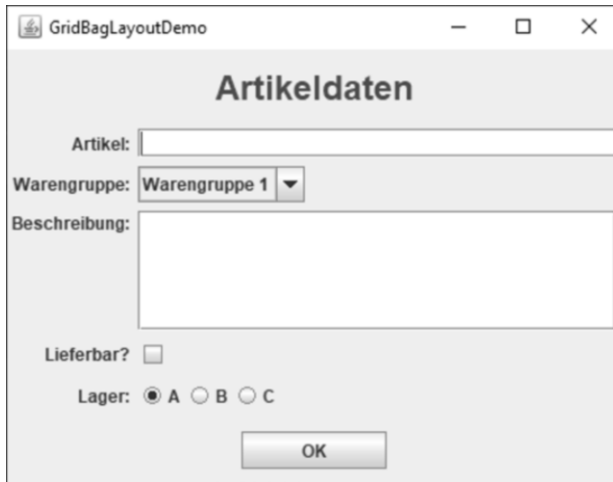 GridBagLayoutDemo
Artikeldaten
Artikel:
Warengruppe: Warengruppe 1
Beschreibung:
Lieferbar?
Lager: A B C
OK